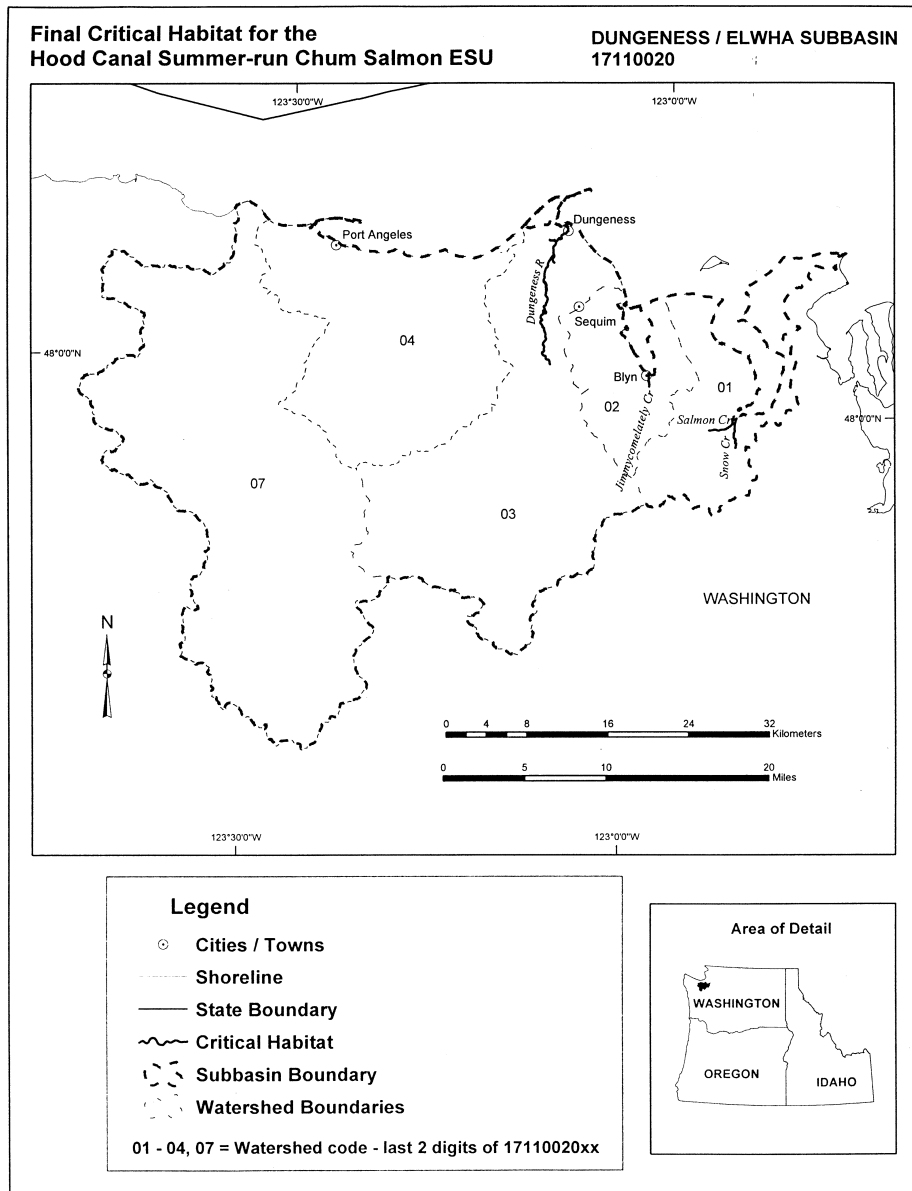 Final Critical Habitat for the
Hood Canal Summer-run Chum Salmon ESU
DUNGENESS / ELWHA SUBBASIN
17110020
123°30'0"W
123°0'0"W
Dungeness
Port Angeles
Dungeness R
Sequim
48°0'0"N
04
Blyn
01
02
48°0'0"N
Salmon Cr
Jimmycomelately Cr
Snow Cr
07
03
WASHINGTON
N
0 4 8 16 24 32
Kilometers
0 5 10 20
Miles
123°30'0"W
123°0'0"W
Legend
Cities / Towns
Shoreline
State Boundary
Critical Habitat
Subbasin Boundary
Watershed Boundaries
01 - 04, 07 = Watershed code - last 2 digits of 17110020xx
Area of Detail
WASHINGTON
OREGON
IDAHO